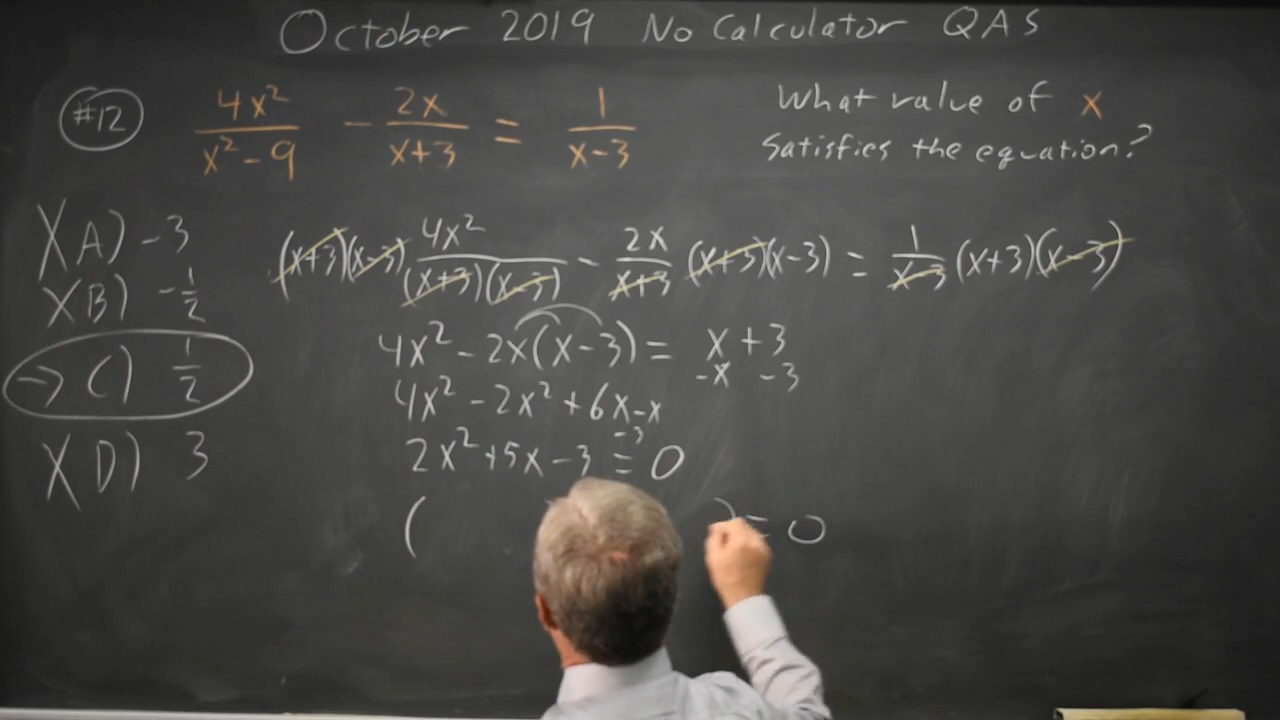 October 2019 No Calculator QAS
#12 4x²/(x²-9) - 2x/(x+3) = 1/(x-3)
What value of x
Satisfies the equation?
X A) -3
X B) -1/2
→ C) 1/2
X D) 3
(x+3)(x-3) 4x²/((x+3)(x-3)) - 2x/(x+3) (x+3)(x-3) = 1/(x-3) (x+3)(x-3)
4x² - 2x(x-3) = x+3
-x -3
4x² - 2x² + 6x -x
-3
2x² + 5x - 3 = 0
( ) = 0